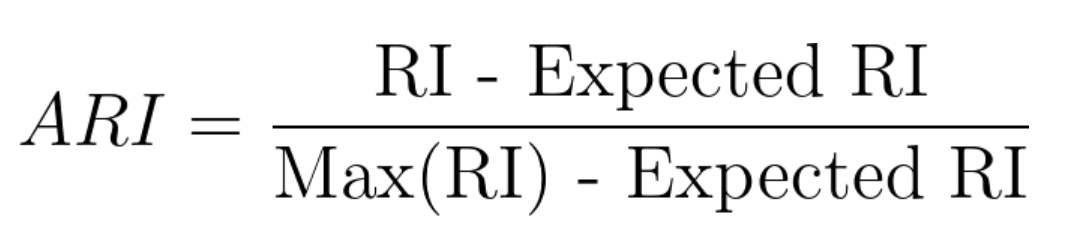 ARI = RI - Expected RI
Max(RI) - Expected RI